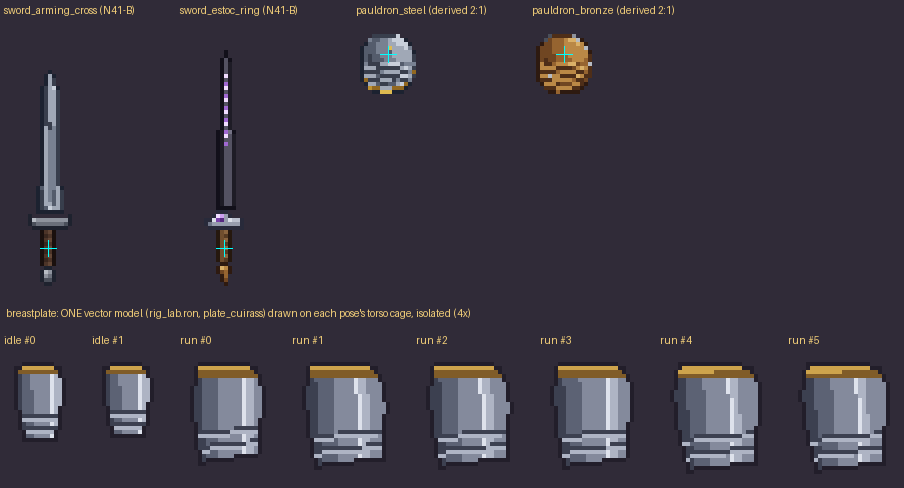 sword_arming_cross (N41-B)
sword_estoc_ring (N41-B)
pauldron_steel (derived 2:1)
pauldron_bronze (derived 2:1)
breastplate: ONE vector model (rig_lab.ron, plate_cuirass) drawn on each pose's torso cage, isolated (4x)
idle #0
idle #1
run #0
run #1
run #2
run #3
run #4
run #5